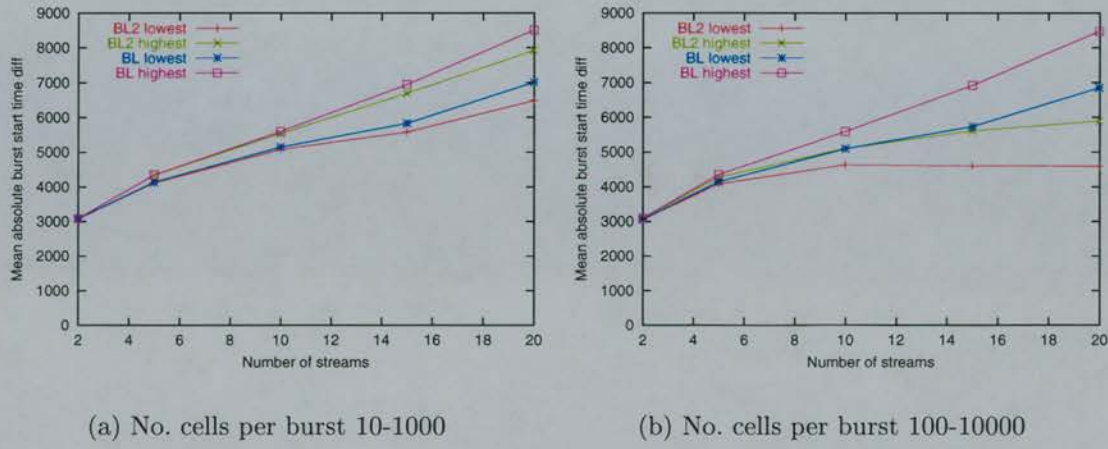 Mean absolute burst start time diff
9000
8000
7000
6000
5000
4000
3000
2000
1000
0
BL2 lowest
BL2 highest
BL lowest
BL highest
2 4 6 8 10 12 14 16 18 20
Number of streams
(a) No. cells per burst 10-1000
Mean absolute burst start time diff
9000
8000
7000
6000
5000
4000
3000
2000
1000
0
BL2 lowest
BL2 highest
BL lowest
BL highest
2 4 6 8 10 12 14 16 18 20
Number of streams
(b) No. cells per burst 100-10000